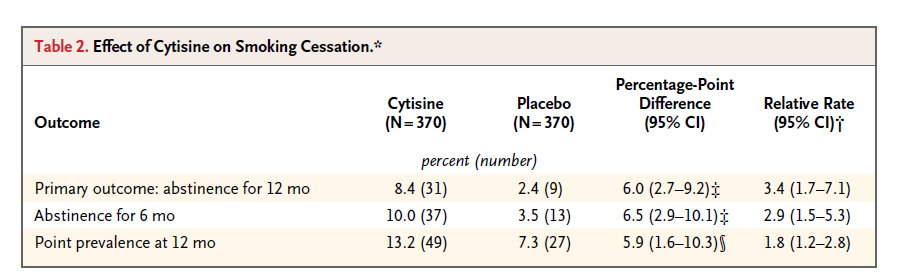 Table 2. Effect of Cytisine on Smoking Cessation.*
Outcome Cytisine (N=370) Placebo (N=370) Percentage-Point Difference (95% CI) Relative Rate (95% CI)†
percent (number)
Primary outcome: abstinence for 12 mo 8.4 (31) 2.4 (9) 6.0 (2.7–9.2)‡ 3.4 (1.7–7.1)
Abstinence for 6 mo 10.0 (37) 3.5 (13) 6.5 (2.9–10.1)‡ 2.9 (1.5–5.3)
Point prevalence at 12 mo 13.2 (49) 7.3 (27) 5.9 (1.6–10.3)§ 1.8 (1.2–2.8)